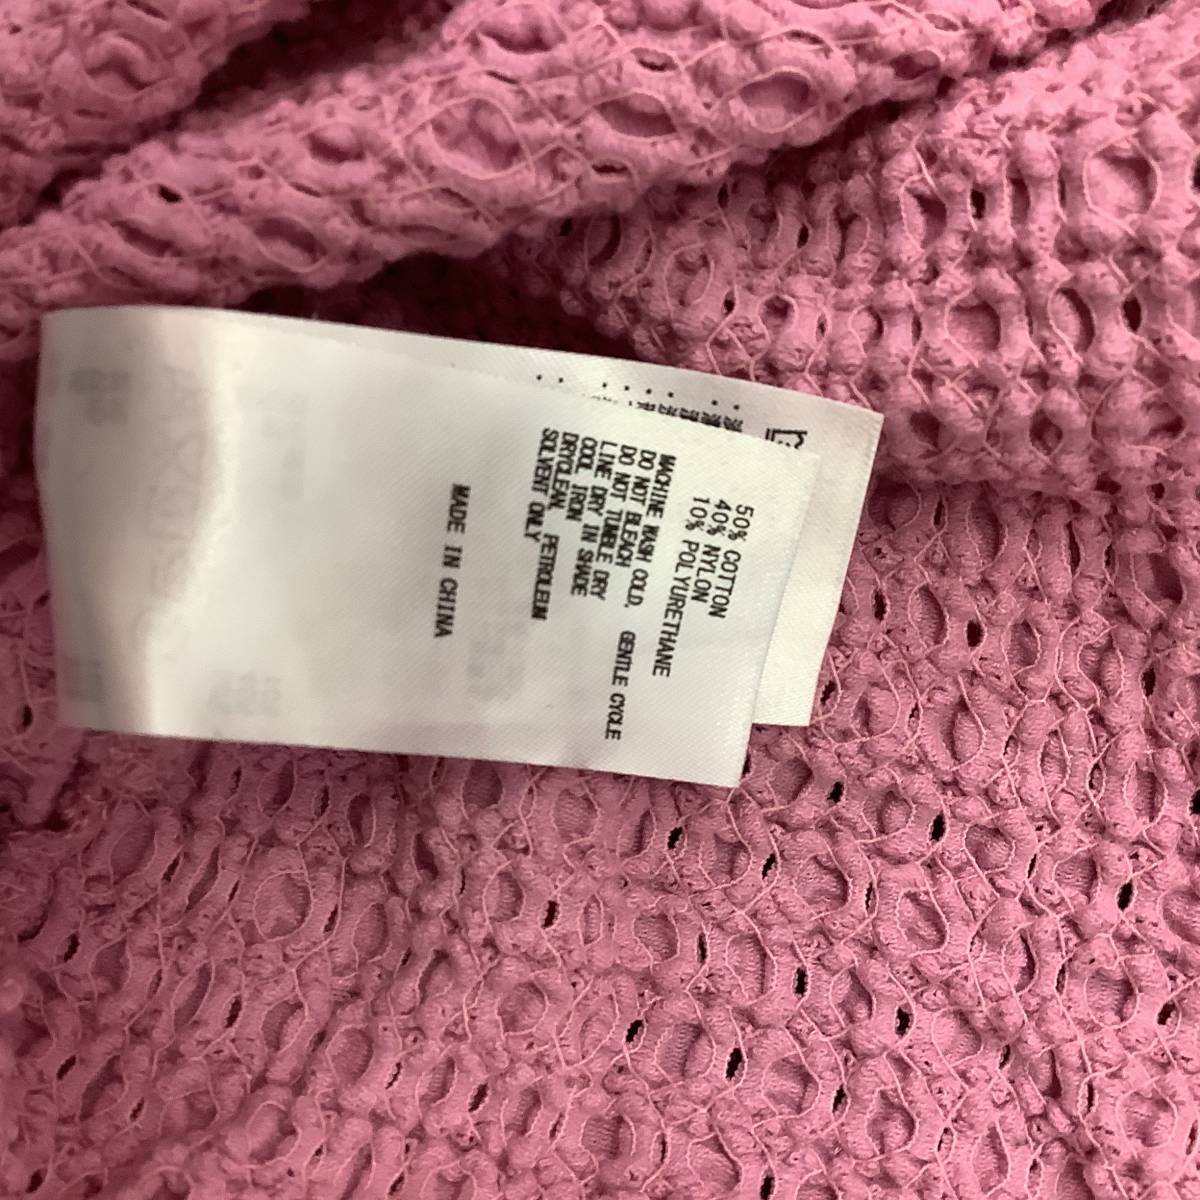 50% COTTON
40% NYLON
10% POLYURETHANE
MACHINE WASH COLD, GENTLE CYCLE
DO NOT BLEACH
DO NOT TUMBLE DRY
LINE DRY IN SHADE
COOL IRON
DRYCLEAN, PETROLEUM
SOLVENT ONLY
MADE IN CHINA